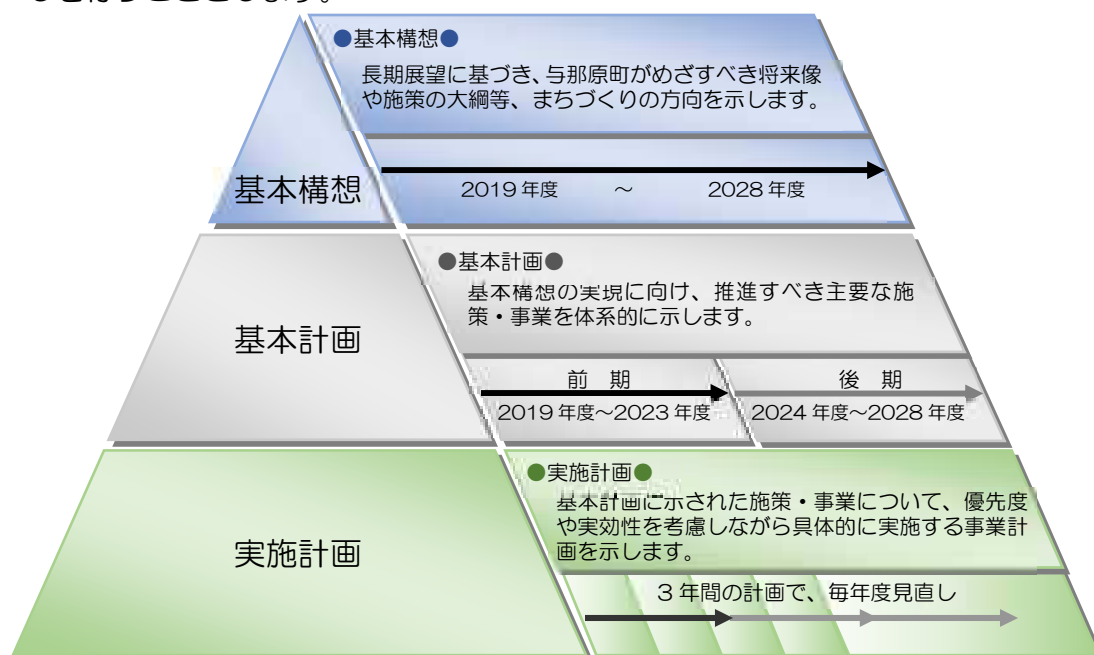 ●基本構想●
長期展望に基づき、与那原町がめざすべき将来像
や施策の大綱等、まちづくりの方向を示します。
基本構想
2019 年度　～　2028 年度
●基本計画●
基本構想の実現に向け、推進すべき主要な施
策・事業を体系的に示します。
基本計画
前　期
後　期
2019 年度～2023 年度
2024 年度～2028 年度
●実施計画●
基本計画に示された施策・事業について、優先度
や実効性を考慮しながら具体的に実施する事業計
画を示します。
実施計画
3 年間の計画で、毎年度見直し